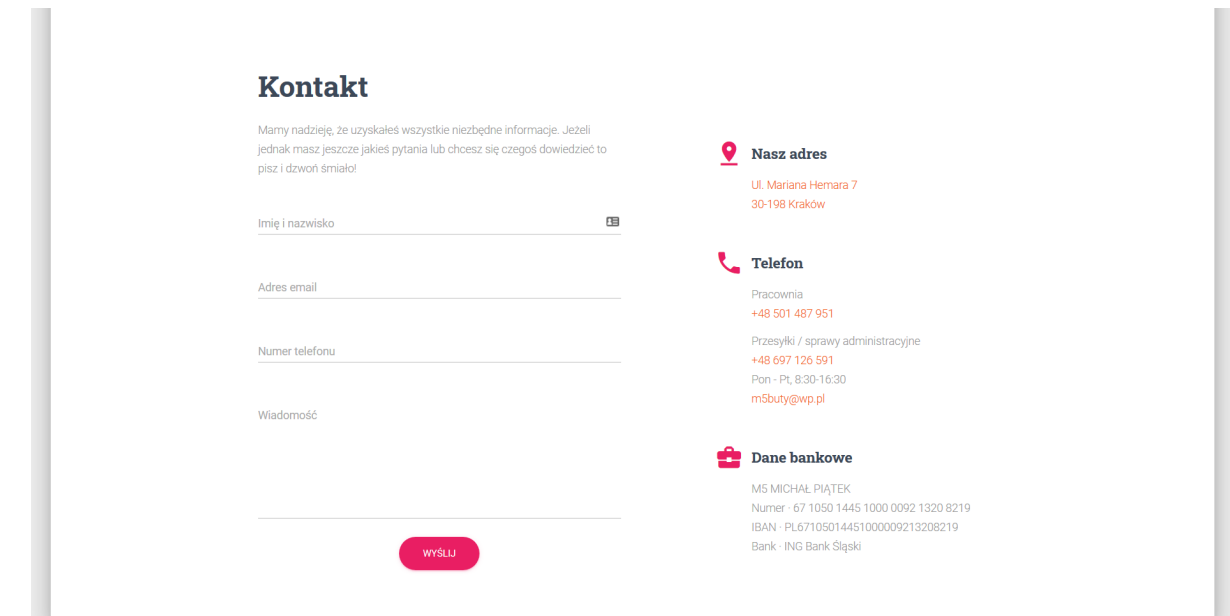 Kontakt
Mamy nadzieję, że uzyskałeś wszystkie niezbędne informacje. Jeżeli
jednak masz jeszcze jakieś pytania lub chcesz się czegoś dowiedzieć to
pisz i dzwoń śmiało!
Imię i nazwisko
Adres email
Numer telefonu
Wiadomość
WYŚLIJ
Nasz adres
Ul. Mariana Hemara 7
30-198 Kraków
Telefon
Pracownia
+48 501 487 951
Przesyłki / sprawy administracyjne
+48 697 126 591
Pon - Pt, 8:30-16:30
m5buty@wp.pl
Dane bankowe
M5 MICHAŁ PIĄTEK
Numer - 67 1050 1445 1000 0092 1320 8219
IBAN - PL67105014451000009213208219
Bank - ING Bank Śląski